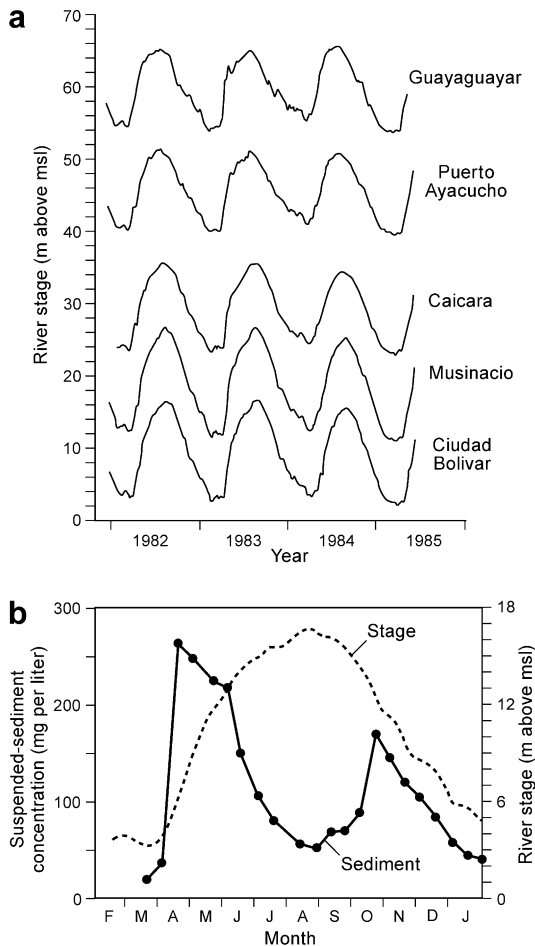 a
70
60
50
40
30
20
10
0
River stage (m above msl)
Guayaguayar
Puerto
Ayacucho
Caicara
Musinacio
Ciudad
Bolivar
1982 1983 1984 1985
Year
b
300
200
100
0
Suspended-sediment
concentration (mg per liter)
Stage
Sediment
18
12
6
0
River stage (m above msl)
F M A M J J A S O N D J
Month